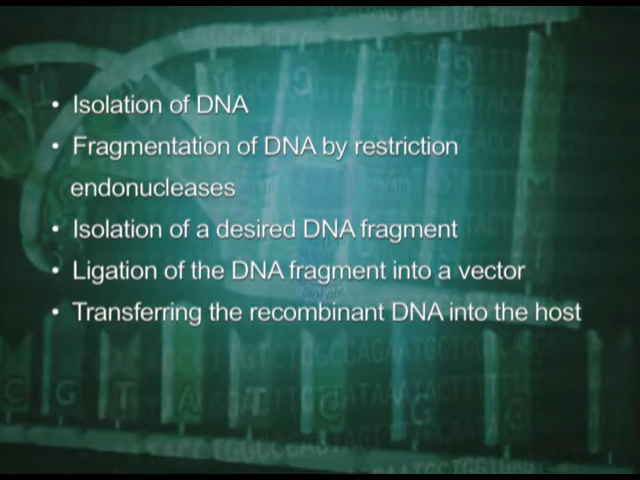 • Isolation of DNA
• Fragmentation of DNA by restriction
endonucleases
• Isolation of a desired DNA fragment
• Ligation of the DNA fragment into a vector
• Transferring the recombinant DNA into the host